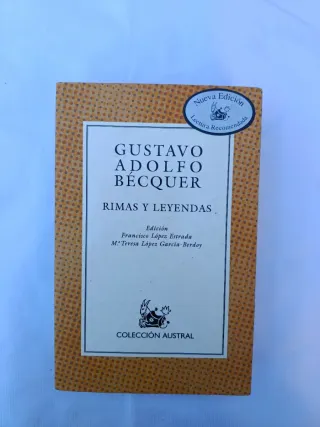 Nueva Edición
Lectura Recomendada
GUSTAVO
ADOLFO
BÉCQUER
RIMAS Y LEYENDAS
Edición
Francisco López Estrada
M.ª Teresa López García-Berdoy
COLECCIÓN AUSTRAL